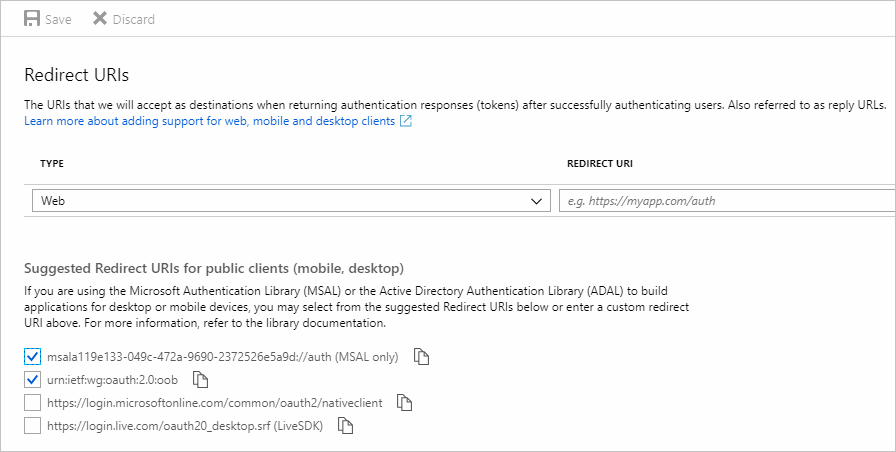 Save Discard
Redirect URIs
The URIs that we will accept as destinations when returning authentication responses (tokens) after successfully authenticating users. Also referred to as reply URLs.
Learn more about adding support for web, mobile and desktop clients
TYPE REDIRECT URI
Web e.g. https://myapp.com/auth
Suggested Redirect URIs for public clients (mobile, desktop)
If you are using the Microsoft Authentication Library (MSAL) or the Active Directory Authentication Library (ADAL) to build
applications for desktop or mobile devices, you may select from the suggested Redirect URIs below or enter a custom redirect
URI above. For more information, refer to the library documentation.
msala119e133-049c-472a-9690-2372526e5a9d://auth (MSAL only)
urn:ietf:wg:oauth:2.0:oob
https://login.microsoftonline.com/common/oauth2/nativeclient
https://login.live.com/oauth20_desktop.srf (LiveSDK)